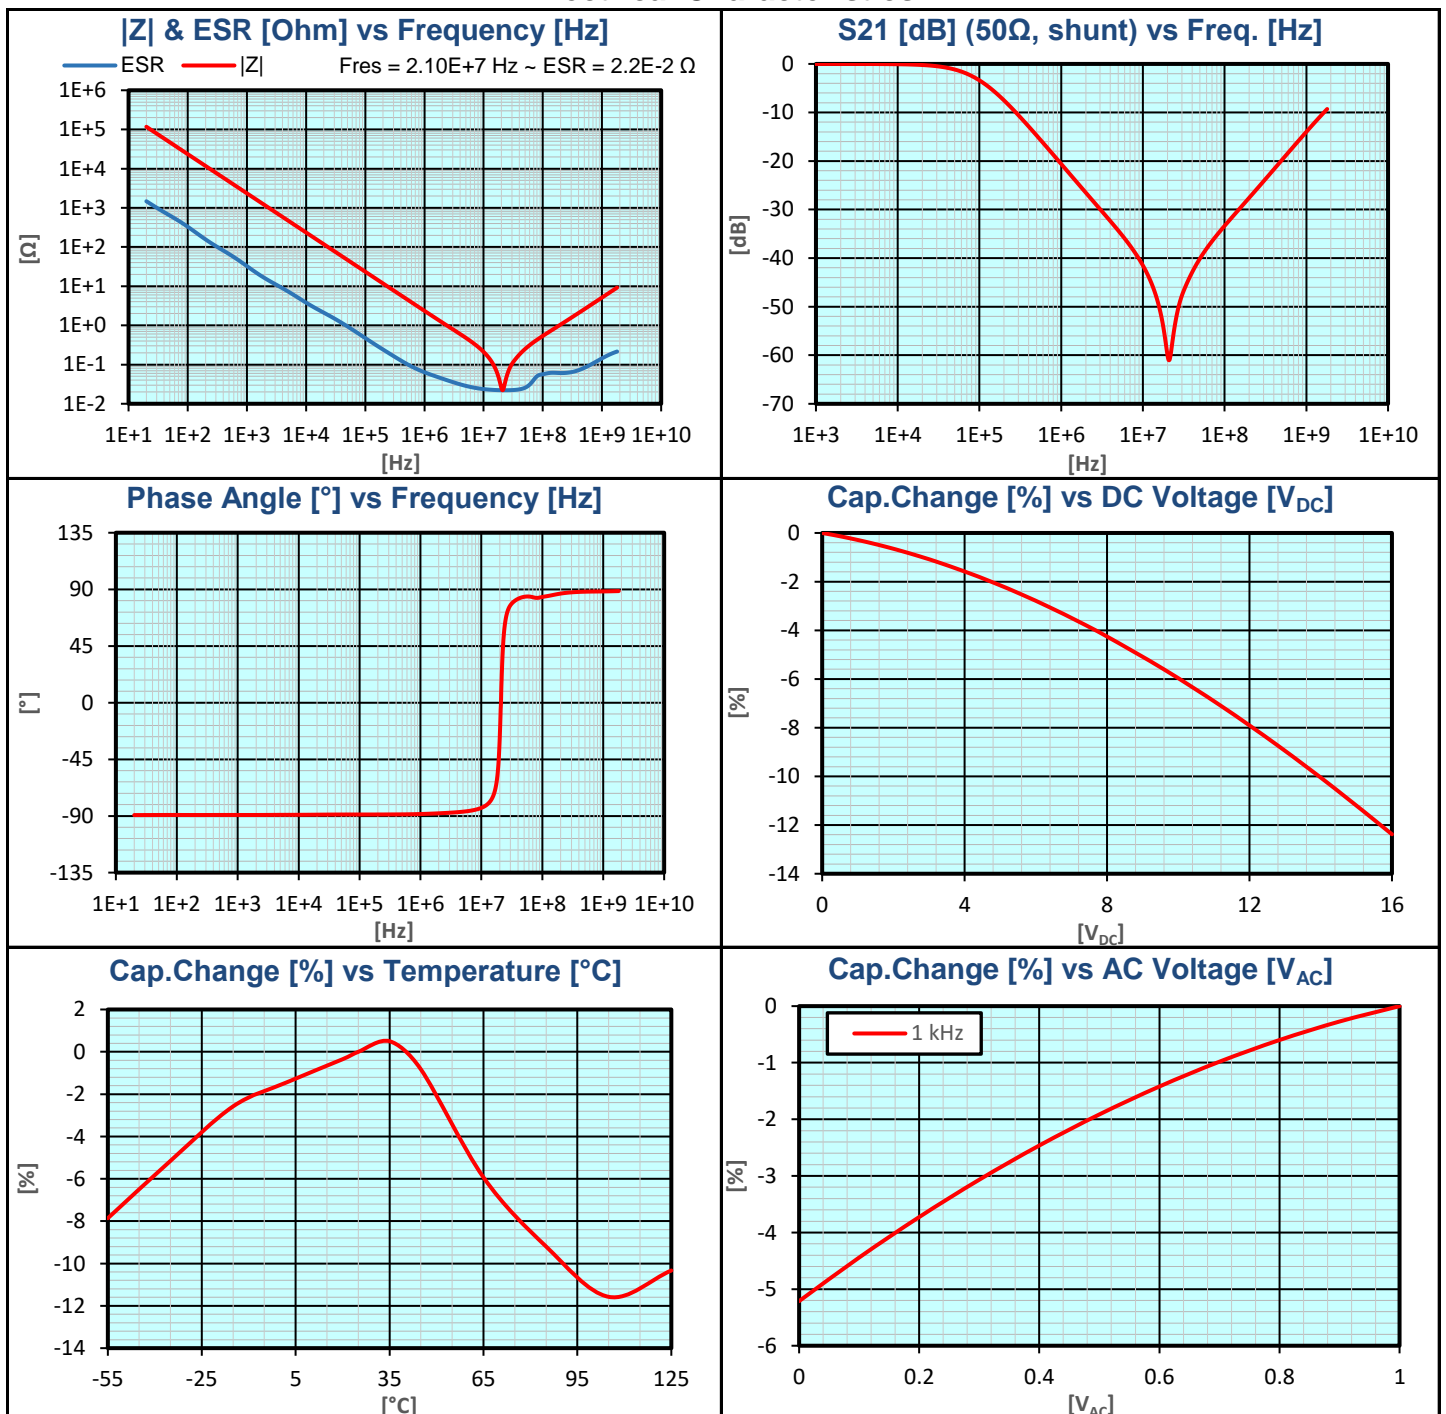 |Z| & ESR [Ohm] vs Frequency [Hz]
ESR |Z| Fres = 2.10E+7 Hz ~ ESR = 2.2E-2 Ω
1E+6
1E+5
1E+4
1E+3
1E+2
1E+1
1E+0
1E-1
1E-2
[Ω]
1E+1 1E+2 1E+3 1E+4 1E+5 1E+6 1E+7 1E+8 1E+9 1E+10
[Hz]
S21 [dB] (50Ω, shunt) vs Freq. [Hz]
0
-10
-20
-30
-40
-50
-60
-70
[dB]
1E+3 1E+4 1E+5 1E+6 1E+7 1E+8 1E+9 1E+10
[Hz]
Phase Angle [°] vs Frequency [Hz]
135
90
45
0
-45
-90
-135
[°]
1E+1 1E+2 1E+3 1E+4 1E+5 1E+6 1E+7 1E+8 1E+9 1E+10
[Hz]
Cap.Change [%] vs DC Voltage [VDC]
0
-2
-4
-6
-8
-10
-12
-14
[%]
0 4 8 12 16
[VDC]
Cap.Change [%] vs Temperature [°C]
2
0
-2
-4
-6
-8
-10
-12
-14
[%]
-55 -25 5 35 65 95 125
[°C]
Cap.Change [%] vs AC Voltage [VAC]
1 kHz
0
-1
-2
-3
-4
-5
-6
[%]
0 0.2 0.4 0.6 0.8 1
[VAC]